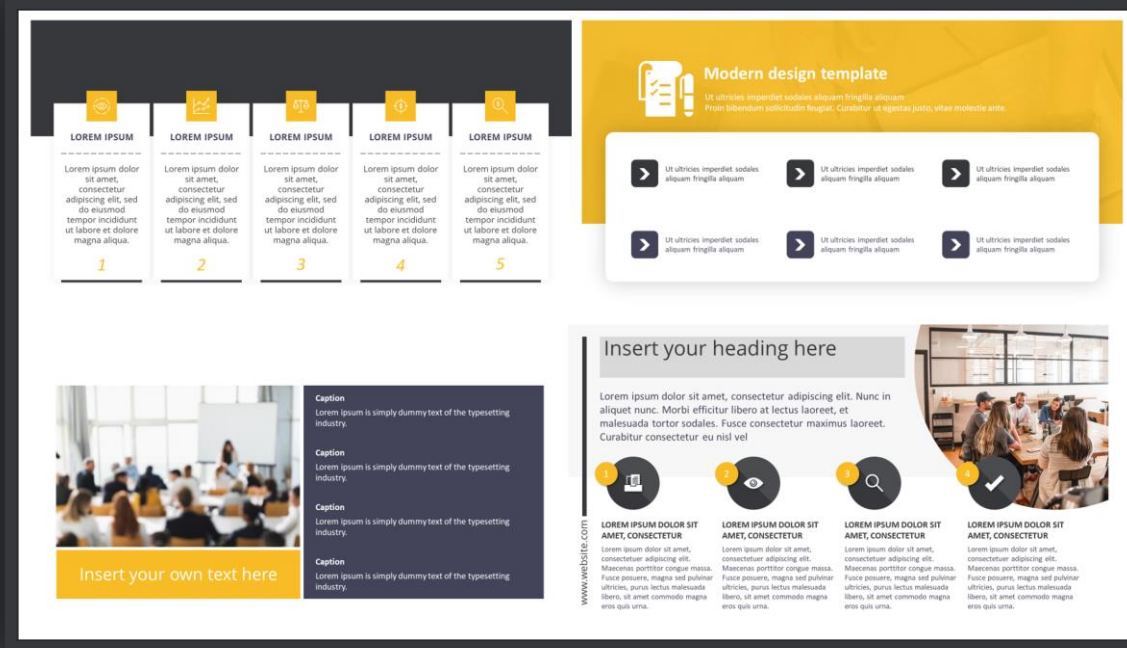 LOREM IPSUM
Lorem ipsum dolor
sit amet,
consectetur
adipiscing elit, sed
do eiusmod
tempor incididunt
ut labore et dolore
magna aliqua.
1
LOREM IPSUM
Lorem ipsum dolor
sit amet,
consectetur
adipiscing elit, sed
do eiusmod
tempor incididunt
ut labore et dolore
magna aliqua.
2
LOREM IPSUM
Lorem ipsum dolor
sit amet,
consectetur
adipiscing elit, sed
do eiusmod
tempor incididunt
ut labore et dolore
magna aliqua.
3
LOREM IPSUM
Lorem ipsum dolor
sit amet,
consectetur
adipiscing elit, sed
do eiusmod
tempor incididunt
ut labore et dolore
magna aliqua.
4
LOREM IPSUM
Lorem ipsum dolor
sit amet,
consectetur
adipiscing elit, sed
do eiusmod
tempor incididunt
ut labore et dolore
magna aliqua.
5
Modern design template
Ut ultricies imperdiet sodales aliquam fringilla aliquam
Proin bibendum sollicitudin feugiat. Curabitur ut egestas justo, vitae molestie ante.
Ut ultricies imperdiet sodales
aliquam fringilla aliquam
Ut ultricies imperdiet sodales
aliquam fringilla aliquam
Ut ultricies imperdiet sodales
aliquam fringilla aliquam
Ut ultricies imperdiet sodales
aliquam fringilla aliquam
Ut ultricies imperdiet sodales
aliquam fringilla aliquam
Ut ultricies imperdiet sodales
aliquam fringilla aliquam
Insert your own text here
Caption
Lorem ipsum is simply dummy text of the typesetting
industry.
Caption
Lorem ipsum is simply dummy text of the typesetting
industry.
Caption
Lorem ipsum is simply dummy text of the typesetting
industry.
Caption
Lorem ipsum is simply dummy text of the typesetting
industry.
www.website.com
Insert your heading here
Lorem ipsum dolor sit amet, consectetur adipiscing elit. Nunc in
aliquet nunc. Morbi efficitur libero at lectus laoreet, et
malesuada tortor sodales. Fusce consectetur maximus laoreet.
Curabitur consectetur eu nisl vel
1
LOREM IPSUM DOLOR SIT
AMET, CONSECTETUR
Lorem ipsum dolor sit amet,
consectetuer adipiscing elit.
Maecenas porttitor congue massa.
Fusce posuere, magna sed pulvinar
ultricies, purus lectus malesuada
libero, sit amet commodo magna
eros quis urna.
2
LOREM IPSUM DOLOR SIT
AMET, CONSECTETUR
Lorem ipsum dolor sit amet,
consectetuer adipiscing elit.
Maecenas porttitor congue massa.
Fusce posuere, magna sed pulvinar
ultricies, purus lectus malesuada
libero, sit amet commodo magna
eros quis urna.
3
LOREM IPSUM DOLOR SIT
AMET, CONSECTETUR
Lorem ipsum dolor sit amet,
consectetuer adipiscing elit.
Maecenas porttitor congue massa.
Fusce posuere, magna sed pulvinar
ultricies, purus lectus malesuada
libero, sit amet commodo magna
eros quis urna.
4
LOREM IPSUM DOLOR SIT
AMET, CONSECTETUR
Lorem ipsum dolor sit amet,
consectetuer adipiscing elit.
Maecenas porttitor congue massa.
Fusce posuere, magna sed pulvinar
ultricies, purus lectus malesuada
libero, sit amet commodo magna
eros quis urna.